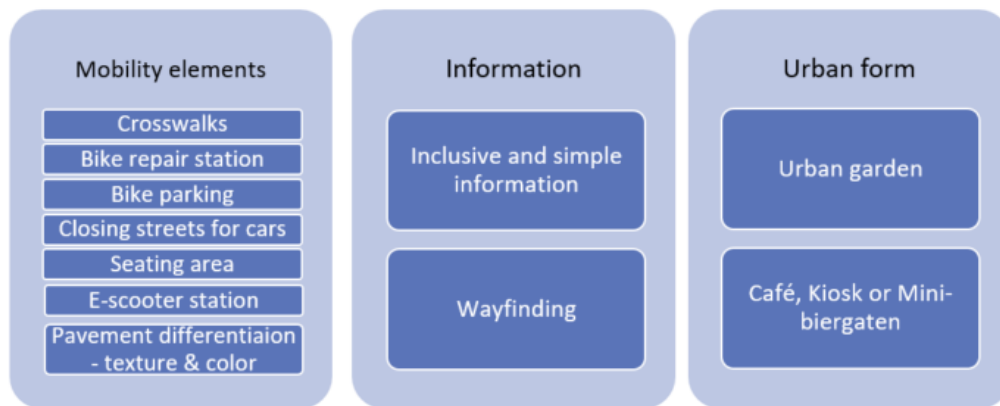 Mobility elements
Crosswalks
Bike repair station
Bike parking
Closing streets for cars
Seating area
E-scooter station
Pavement differentiaion
- texture & color
Information
Inclusive and simple
information
Wayfinding
Urban form
Urban garden
Café, Kiosk or Mini-
biergaten